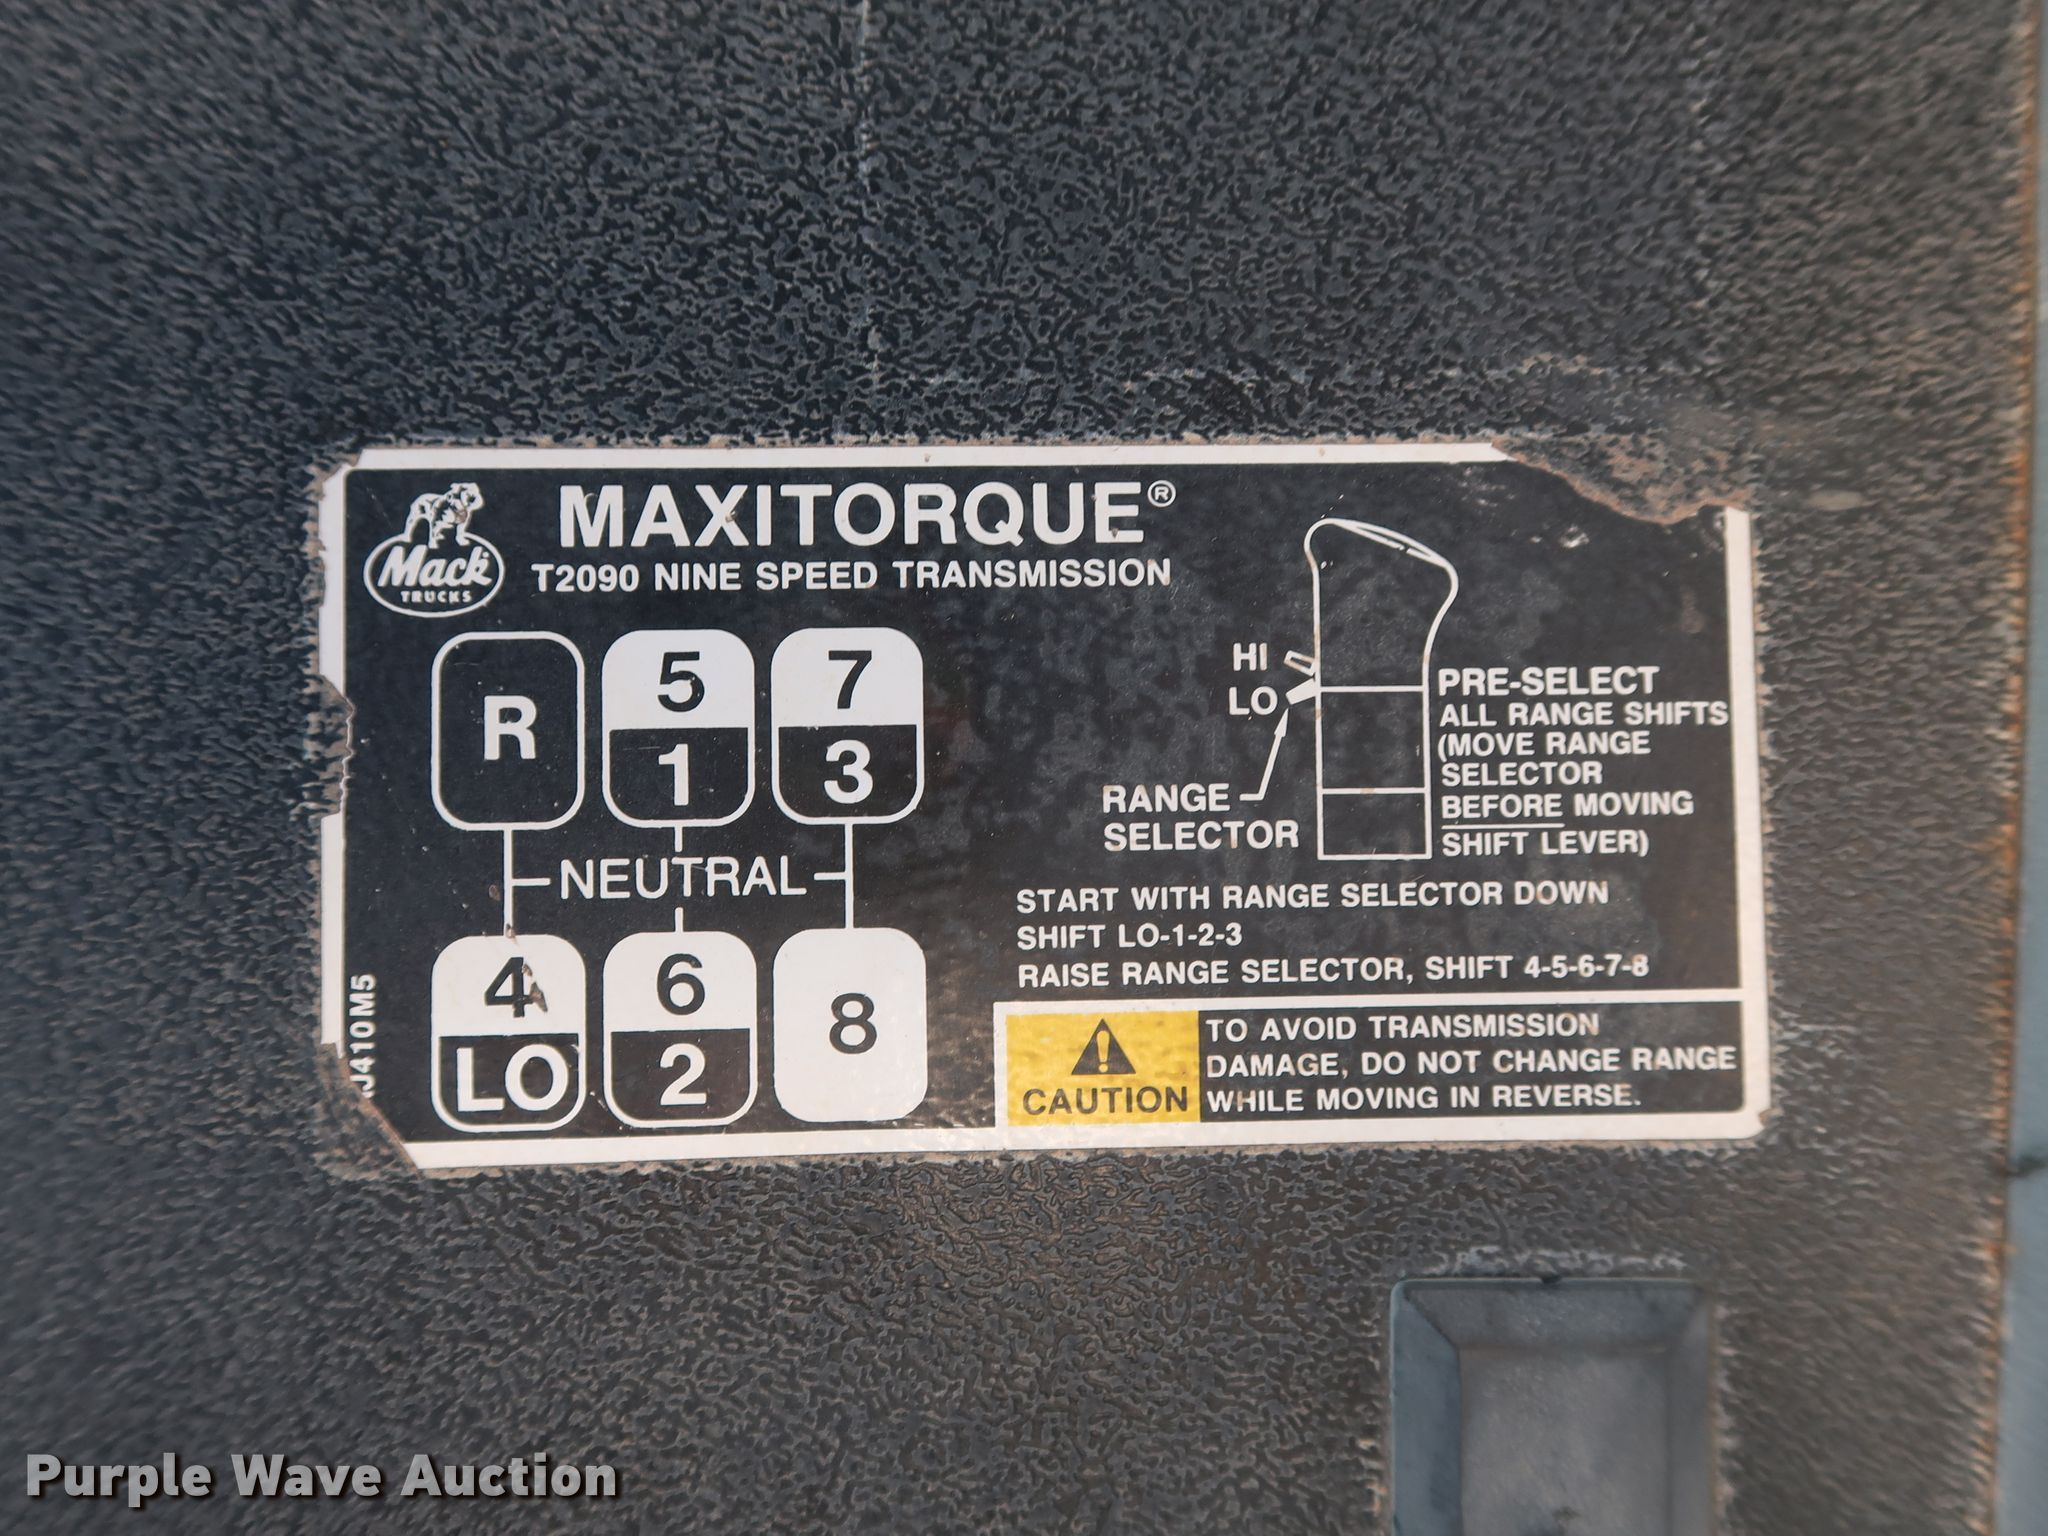 MAXITORQUE®
Mack
TRUCKS
T2090 NINE SPEED TRANSMISSION
R
5
1
7
3
NEUTRAL
4
LO
6
2
8
HI
LO
RANGE
SELECTOR
PRE-SELECT
ALL RANGE SHIFTS
(MOVE RANGE
SELECTOR
BEFORE MOVING
SHIFT LEVER)
START WITH RANGE SELECTOR DOWN
SHIFT LO-1-2-3
RAISE RANGE SELECTOR, SHIFT 4-5-6-7-8
CAUTION
TO AVOID TRANSMISSION
DAMAGE, DO NOT CHANGE RANGE
WHILE MOVING IN REVERSE.
Purple Wave Auction